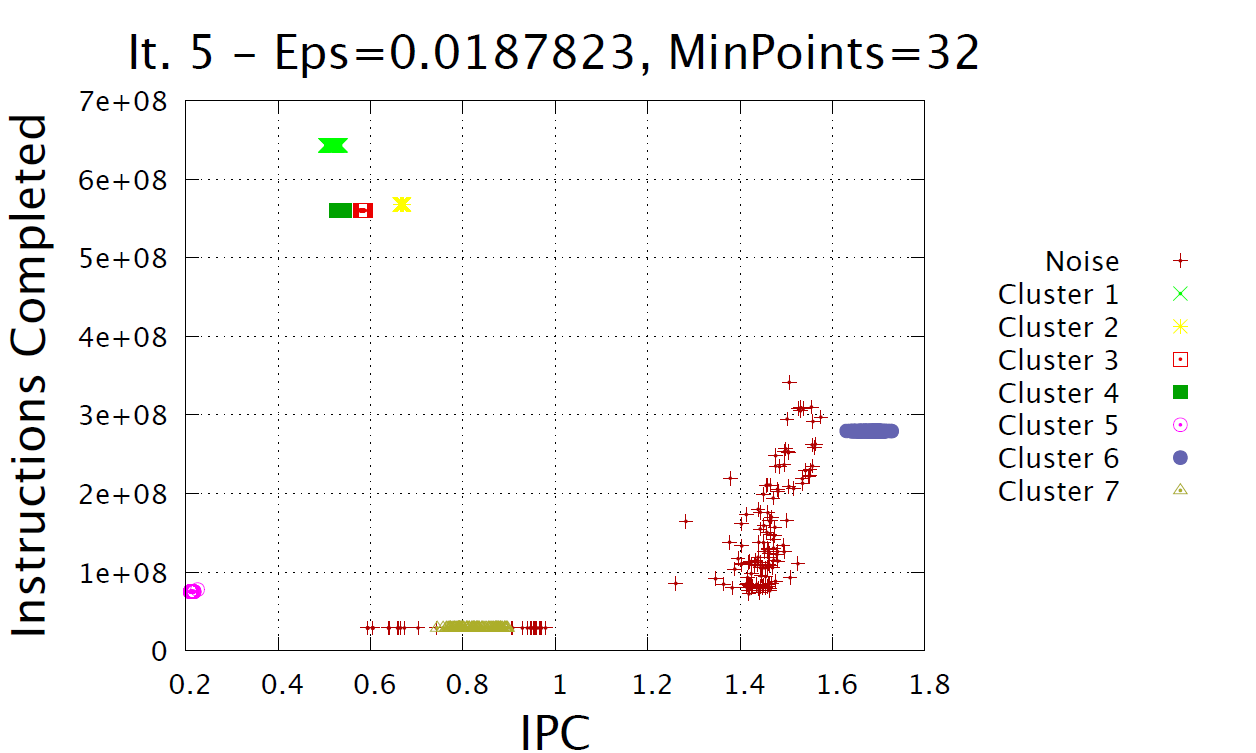 It. 5 – Eps=0.0187823, MinPoints=32
Instructions Completed
7e+08
6e+08
5e+08
4e+08
3e+08
2e+08
1e+08
0
0.2 0.4 0.6 0.8 1 1.2 1.4 1.6 1.8
IPC
Noise
Cluster 1
Cluster 2
Cluster 3
Cluster 4
Cluster 5
Cluster 6
Cluster 7